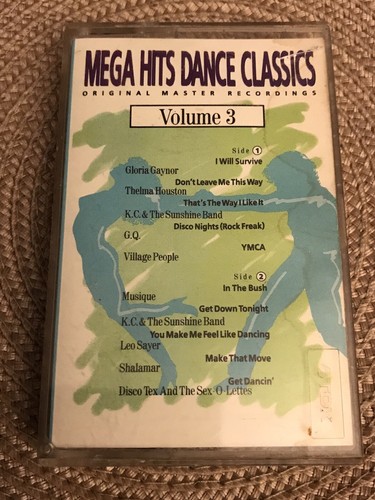 MEGA HITS DANCE CLASSICS
ORIGINAL MASTER RECORDINGS
Volume 3
Side 1
I Will Survive
Gloria Gaynor
Don't Leave Me This Way
Thelma Houston
That's The Way I Like It
K.C. & The Sunshine Band
Disco Nights (Rock Freak)
G.Q.
YMCA
Village People
Side 2
In The Bush
Musique
Get Down Tonight
K.C. & The Sunshine Band
You Make Me Feel Like Dancing
Leo Sayer
Make That Move
Shalamar
Get Dancin'
Disco Tex And The Sex-O-Lettes